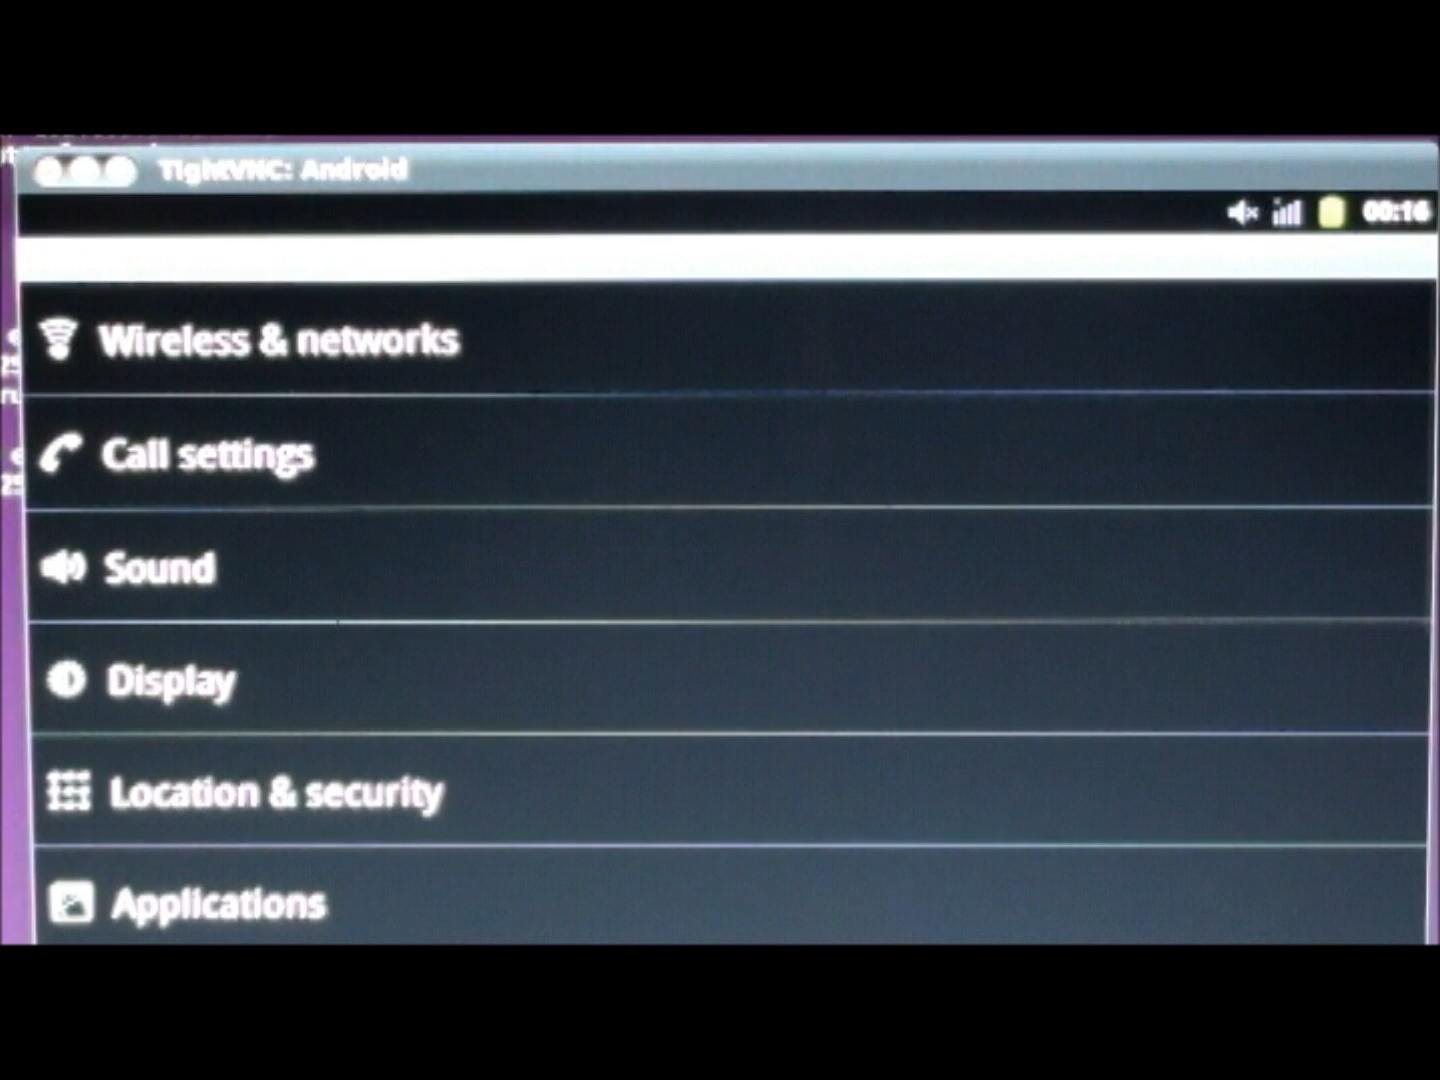 TightVNC: Android
00:16
Wireless & networks
Call settings
Sound
Display
Location & security
Applications